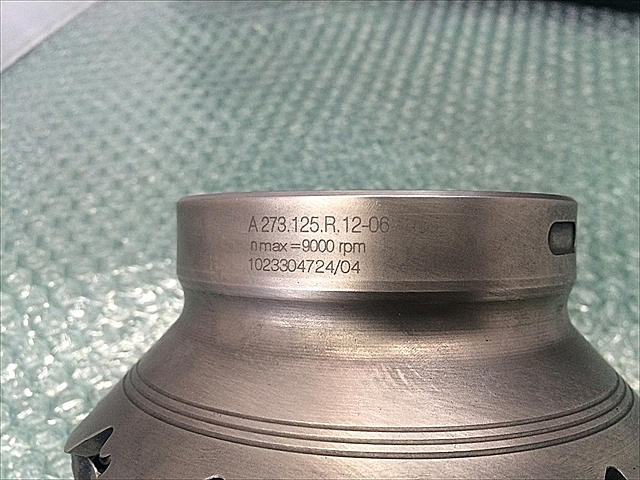 A 273.125.R.12-06
n max =9000 rpm
1023304724/04